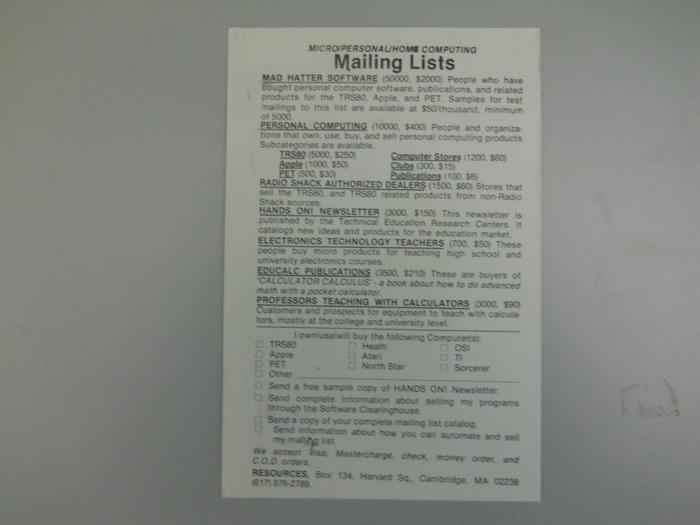 MICRO/PERSONAL/HOME COMPUTING
Mailing Lists
MAD HATTER SOFTWARE (50000, $2000) People who have
bought personal computer software, publications, and related
products for the TRS80, Apple, and PET. Samples for test
mailings to this list are available at $50/thousand, minimum
of 5000.
PERSONAL COMPUTING (10000, $400) People and organiza-
tions that own, use, buy, and sell personal computing products.
Subcategories are available.
TRS80 (5000, $250) Computer Stores (1200, $60)
Apple (1000, $50) Clubs (300, $15)
PET (500, $30) Publications (100, $6)
RADIO SHACK AUTHORIZED DEALERS (1500, $60) Stores that
sell the TRS80, and TRS80 related products from non-Radio
Shack sources.
HANDS ON! NEWSLETTER (3000, $150) This newsletter is
published by the Technical Education Research Centers. It
catalogs new ideas and products for the education market.
ELECTRONICS TECHNOLOGY TEACHERS (700, $50) These
people buy micro products for teaching high school and
university electronics courses.
EDUCALC PUBLICATIONS (3500, $210) These are buyers of
'CALCULATOR CALCULUS' - a book about how to do advanced
math with a pocket calculator.
PROFESSORS TEACHING WITH CALCULATORS (3000, $90)
Customers and prospects for equipment to teach with calcula-
tors, mostly at the college and university level.
I own/use/will buy the following Computer(s):
TRS80 Heath OSI
Apple Atari TI
PET North Star Sorcerer
Other
Send a free sample copy of HANDS ON! Newsletter.
Send complete information about selling my programs
through the Software Clearinghouse.
Send a copy of your complete mailing list catalog.
Send information about how you can automate and sell
my mailing list.
We accept Visa, Mastercharge, check, money order, and
C.O.D. orders.
RESOURCES, Box 134, Harvard Sq., Cambridge, MA 02238
(617) 876-2789